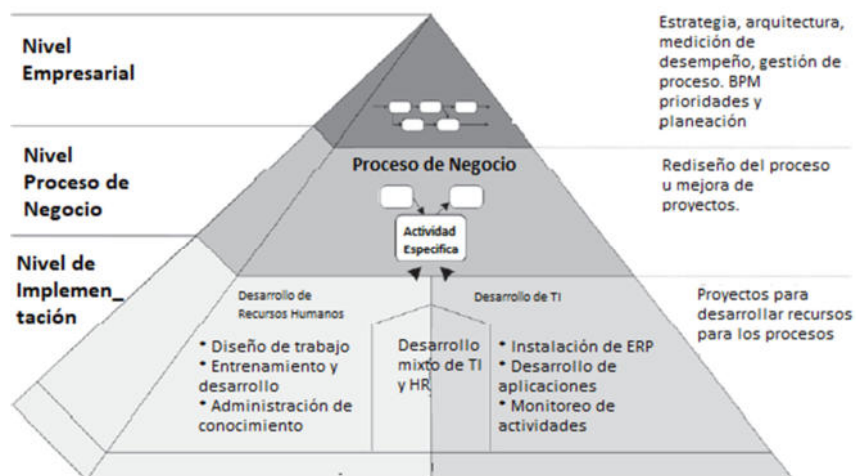 Nivel
Empresarial
Estrategia, arquitectura,
medición de
desempeño, gestión de
proceso. BPM
prioridades y
planeación
Nivel
Proceso de
Negocio
Proceso de Negocio
Actividad
Especifica
Rediseño del proceso
u mejora de
proyectos.
Nivel de
Implemen_
tación
Desarrollo de
Recursos Humanos
* Diseño de trabajo
* Entrenamiento y
desarrollo
* Administración de
conocimiento
Desarrollo
mixto de TI
y HR
Desarrollo de TI
* Instalación de ERP
* Desarrollo de
aplicaciones
* Monitoreo de
actividades
Proyectos para
desarrollar recursos
para los procesos